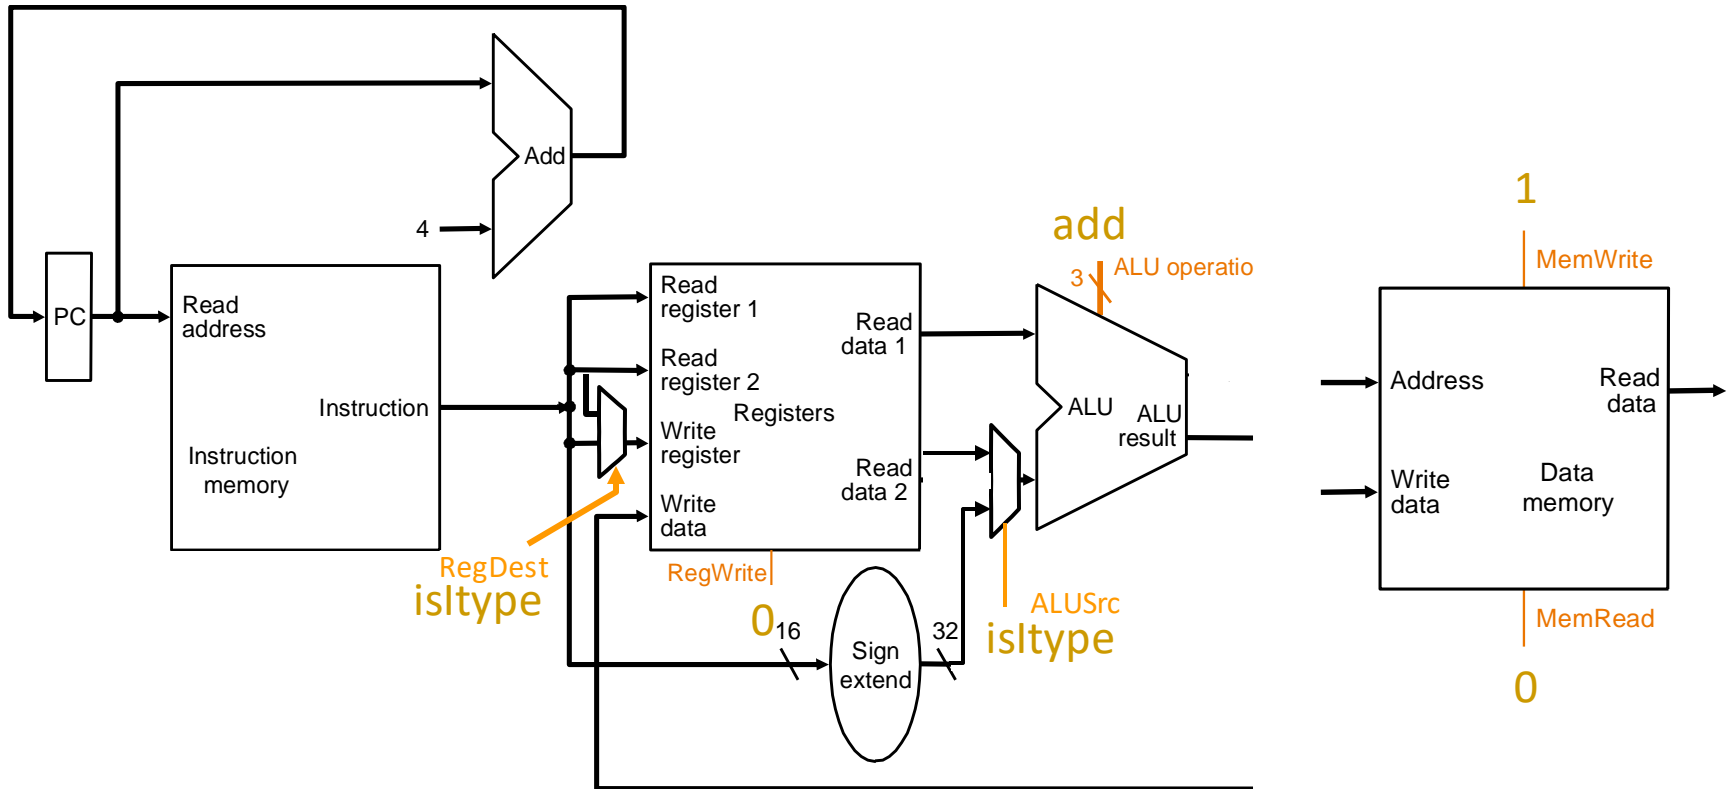 Add
4
PC
Read
address
Instruction
Instruction
memory
Read
register 1
Read
register 2
Registers
Write
register
Write
data
Read
data 1
Read
data 2
RegDest
isItype
RegWrite
0
16
Sign
extend
32
ALUSrc
isItype
add
3
ALU operatio
ALU
ALU
result
1
MemWrite
Address
Read
data
Write
data
Data
memory
MemRead
0